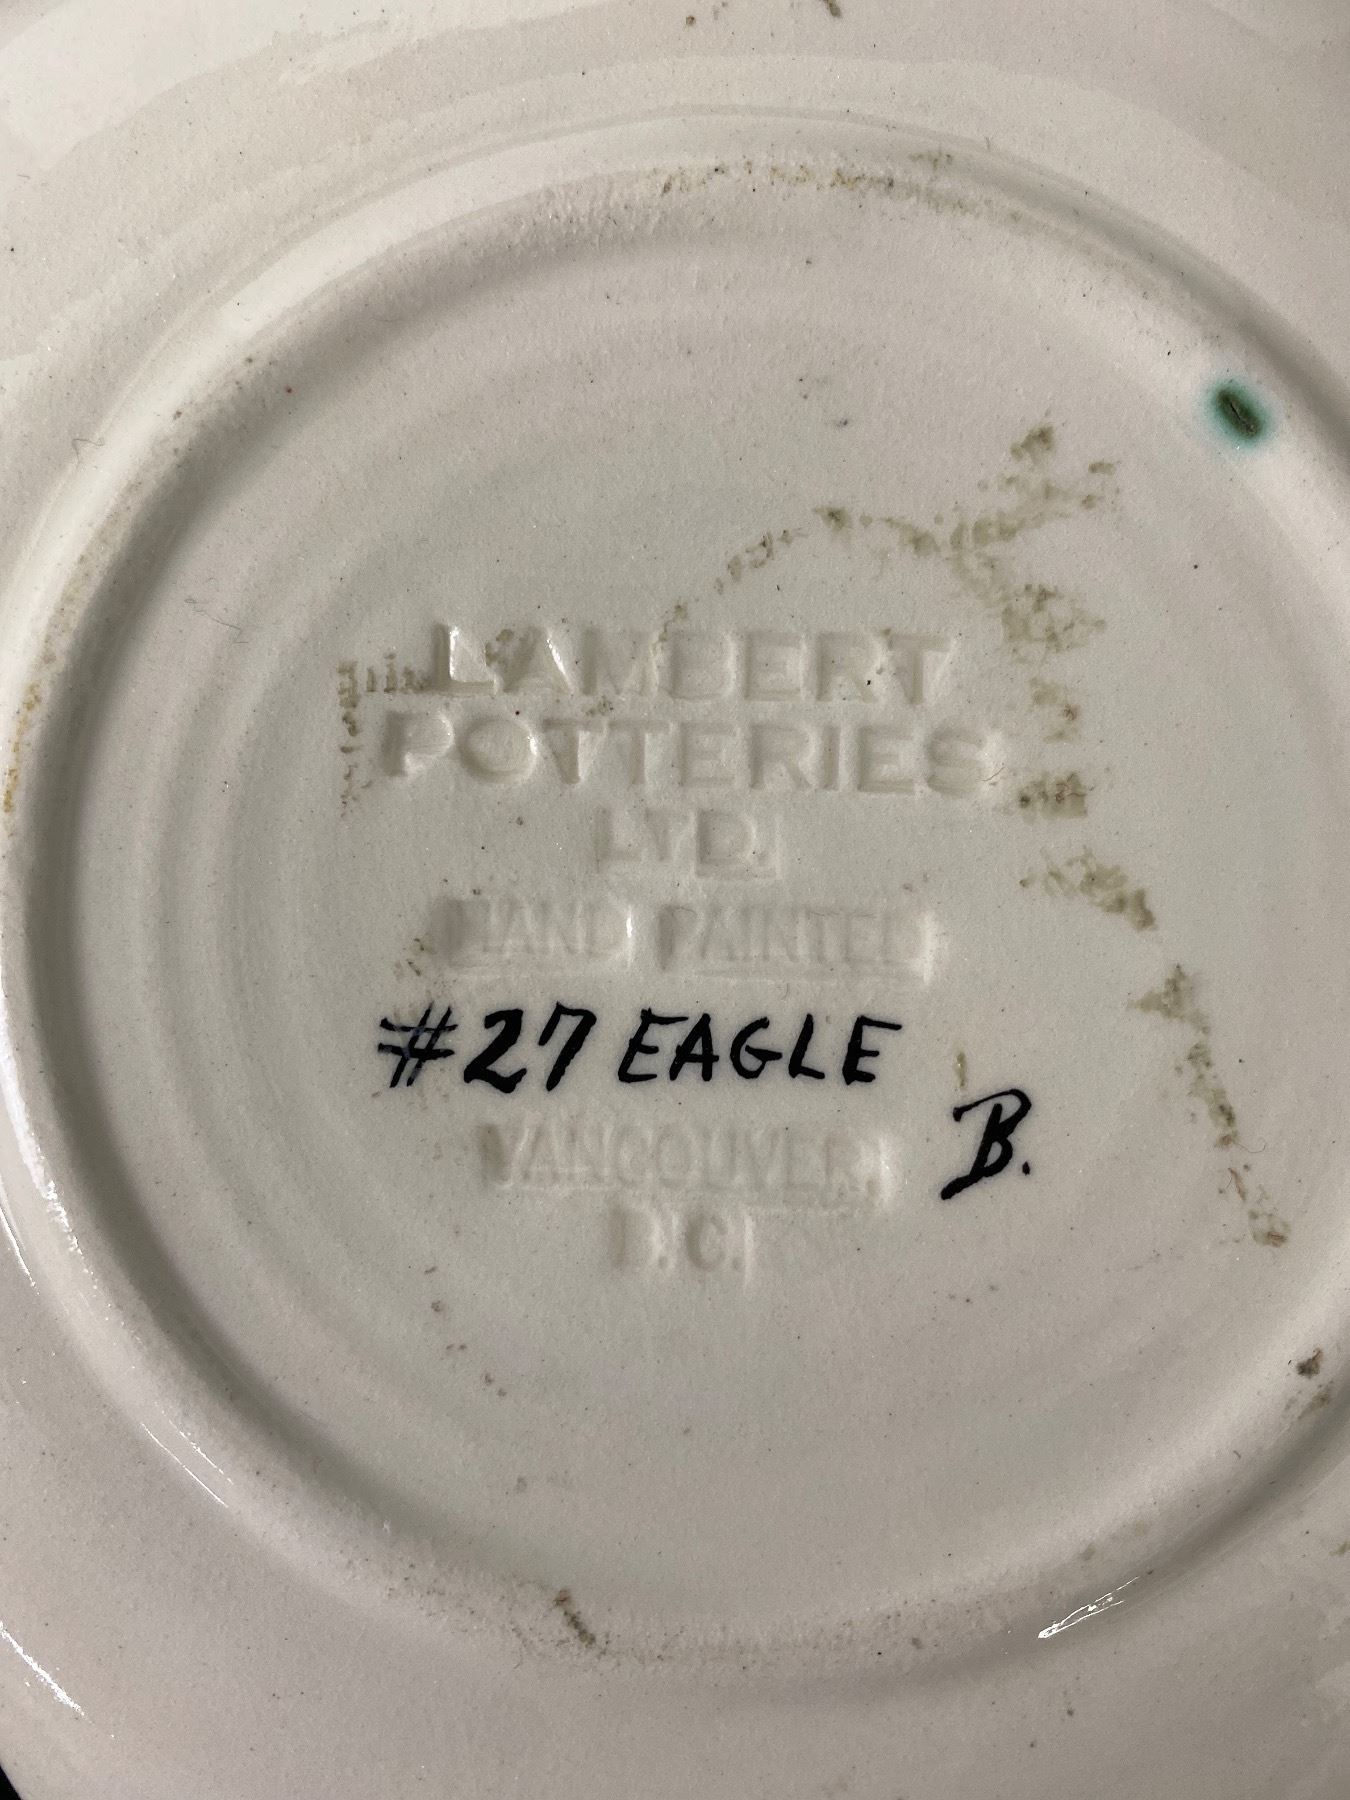 LAMBERT
POTTERIES
LTD.
HAND PAINTED
#27 EAGLE
B.
VANCOUVER,
B.C.